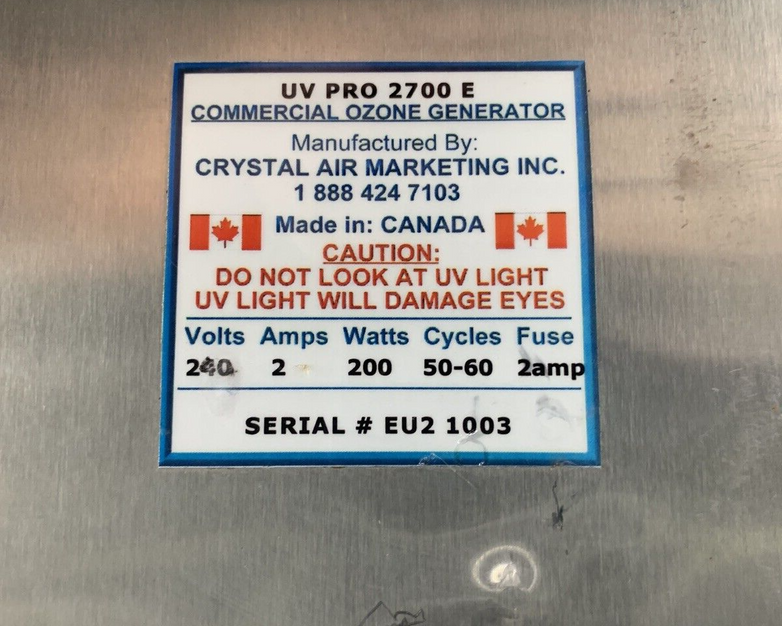 UV PRO 2700 E
COMMERCIAL OZONE GENERATOR
Manufactured By:
CRYSTAL AIR MARKETING INC.
1 888 424 7103
Made in: CANADA
CAUTION:
DO NOT LOOK AT UV LIGHT
UV LIGHT WILL DAMAGE EYES
Volts Amps Watts Cycles Fuse
240 2 200 50-60 2amp
SERIAL # EU2 1003